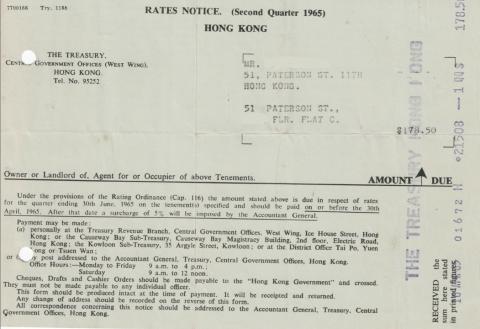 7700168 Try. 1186
RATES NOTICE. (Second Quarter 1965)
HONG KONG
THE TREASURY,
CENTRAL GOVERNMENT OFFICES (WEST WING),
HONG KONG.
Tel. No. 95252
MR.
51, PATERSON ST. 11TH
HONG KONG.
51 PATERSON ST.,
FLR. FLAT C.
$178.50
Owner or Landlord of, Agent for or Occupier of above Tenements.
AMOUNT DUE
Under the provisions of the Rating Ordinance (Cap. 116) the amount stated above is due in respect of rates
for the quarter ending 30th June, 1965 on the tenement(s) specified and should be paid on or before the 30th
April, 1965. After that date a surcharge of 5% will be imposed by the Accountant General.
Payment may be made:
(a) personally at the Treasury Revenue Branch, Central Government Offices, West Wing, Ice House Street, Hong
Kong; or the Causeway Bay Sub-Treasury, Causeway Bay Magistracy Building, 2nd floor, Electric Road,
Hong Kong; the Kowloon Sub-Treasury, 35 Argyle Street, Kowloon; or at the District Office Tai Po, Yuen
Long or Tsuen Wan;
or by post addressed to the Accountant General, Treasury, Central Government Offices, Hong Kong.
Office Hours:—Monday to Friday 9 a.m. to 4 p.m.;
Saturday 9 a.m. to 12 noon.
Cheques, Drafts and Cashier Orders should be made payable to the "Hong Kong Government" and crossed.
They must not be made payable to any individual officer.
This form should be produced intact at the time of payment. It will be receipted and returned.
Any change of address should be recorded on the reverse of this form.
All correspondence concerning this notice should be addressed to the Accountant General, Treasury, Central
Government Offices, Hong Kong.
THE TREASURY HONG KONG
RECEIVED the
sum here stated
in printed figures
178.50